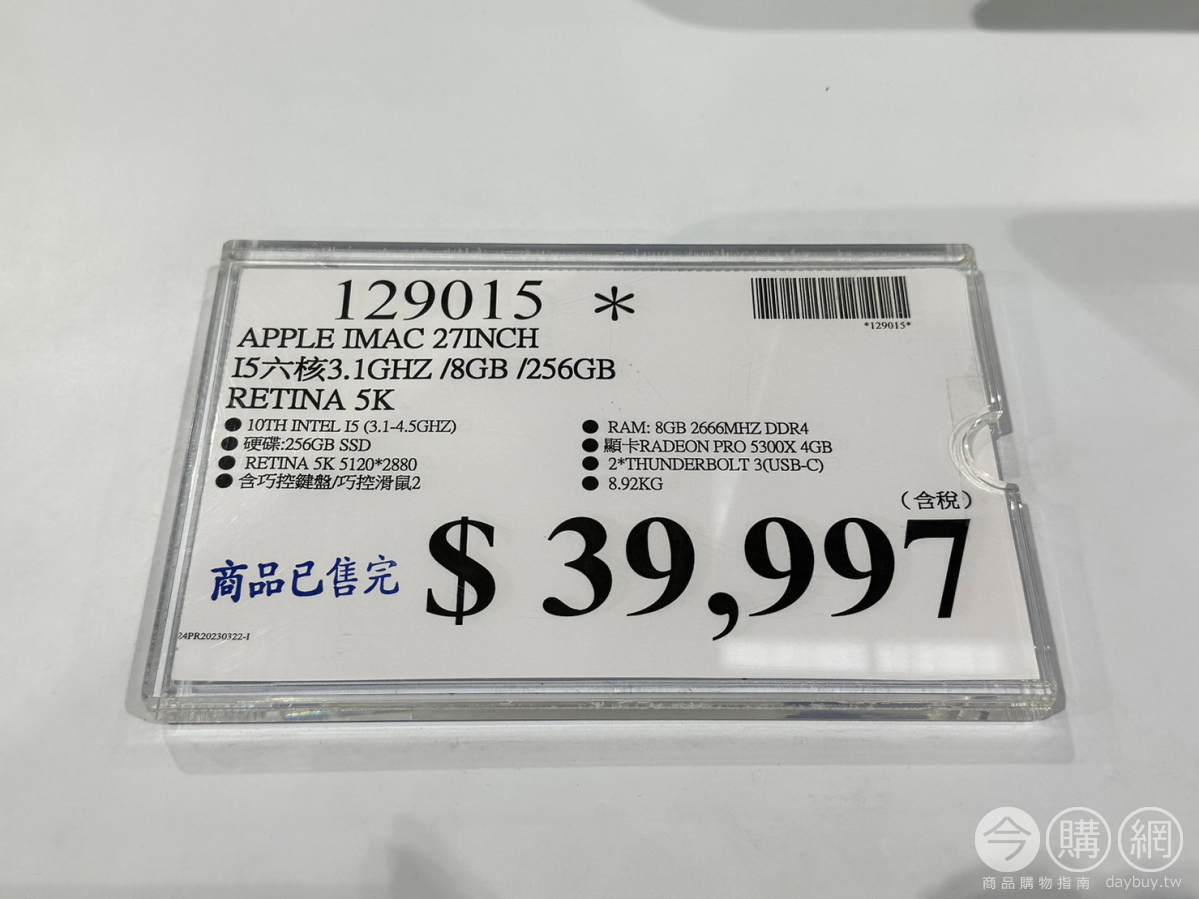 129015 *
*129015*
APPLE IMAC 27INCH
I5六核3.1GHZ /8GB /256GB
RETINA 5K
● 10TH INTEL I5 (3.1-4.5GHZ)
● 硬碟:256GB SSD
● RETINA 5K 5120*2880
● 含巧控鍵盤/巧控滑鼠2
● RAM: 8GB 2666MHZ DDR4
● 顯卡RADEON PRO 5300X 4GB
● 2*THUNDERBOLT 3(USB-C)
● 8.92KG
(含稅)
商品已售完
$ 39,997
24PR20230322-I
今購網
商品購物指南 daybuy.tw